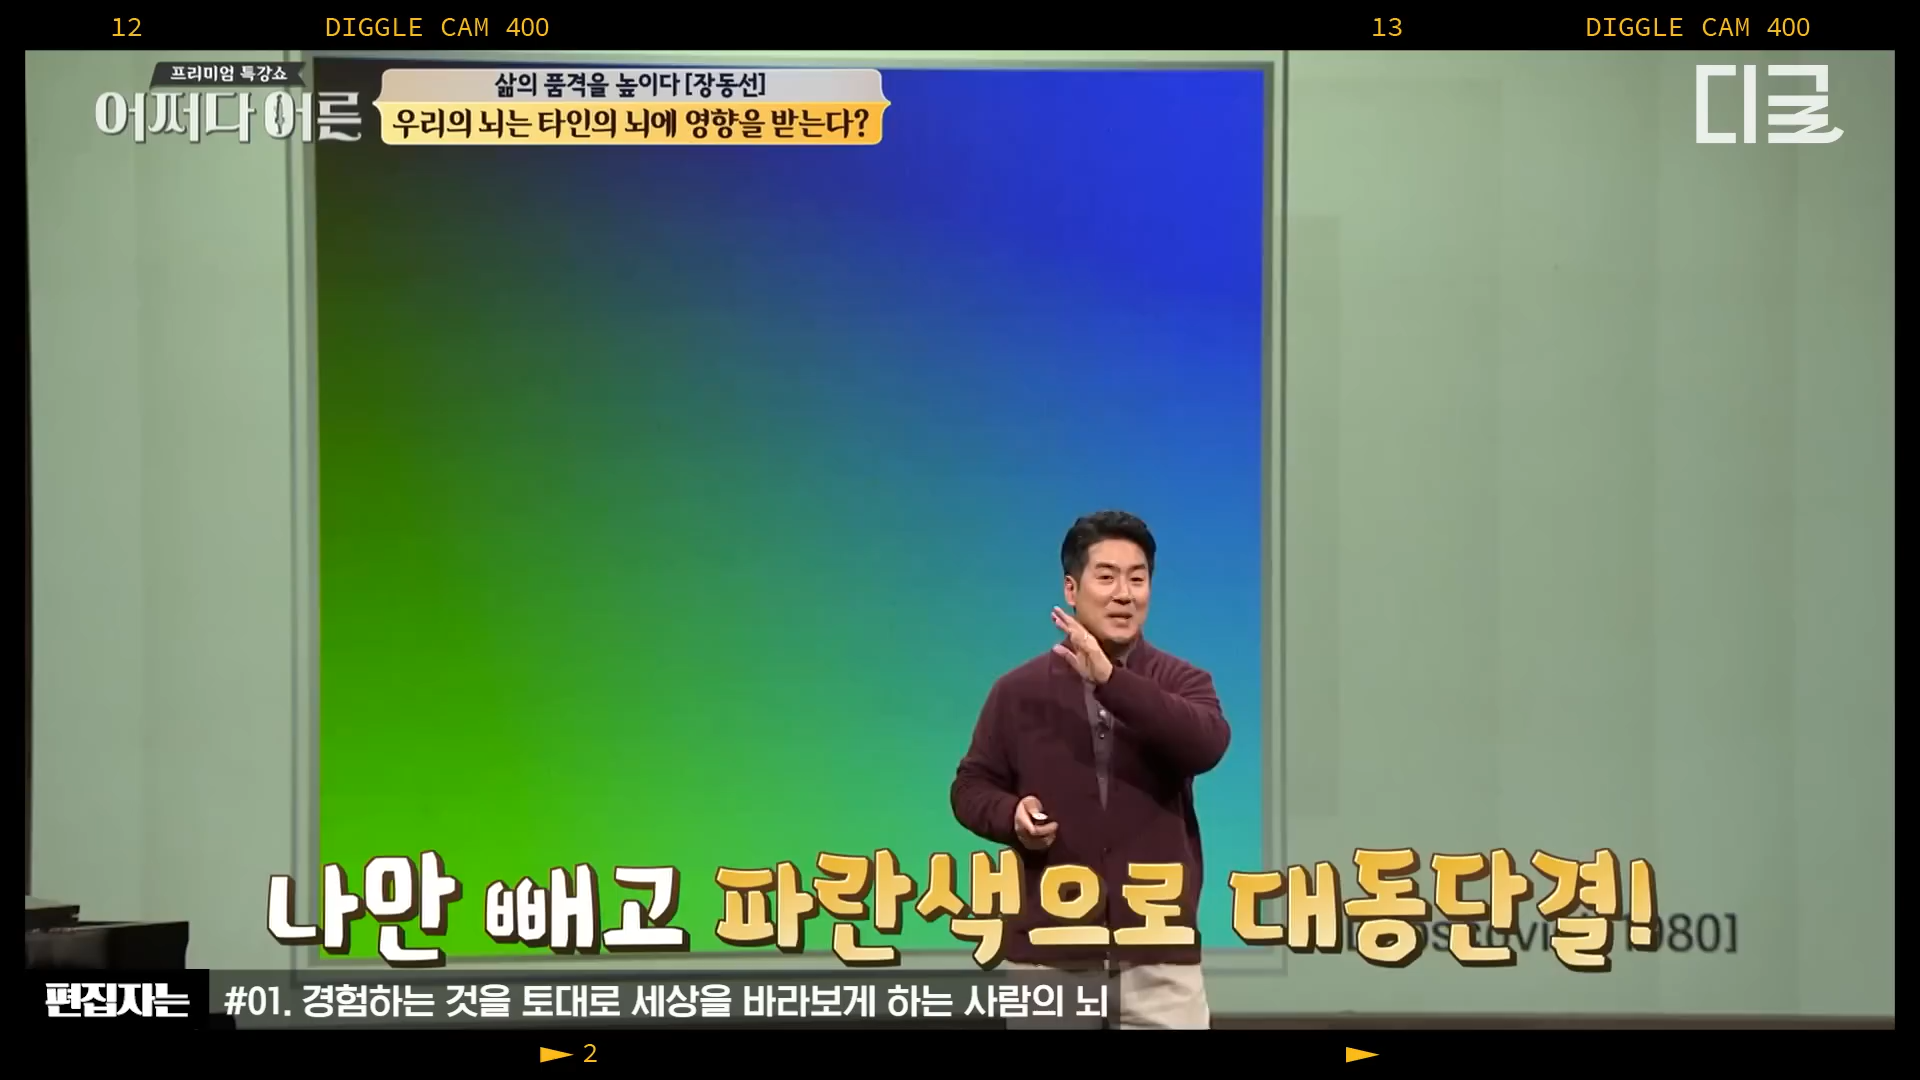 12
DIGGLE CAM 400
13
DIGGLE CAM 400
프리미엄 특강쇼
어쩌다 어른
삶의 품격을 높이다 [장동선]
우리의 뇌는 타인의 뇌에 영향을 받는다?
디글
나만 빼고 파란색으로 대동단결!
980]
편집자는
#01. 경험하는 것을 토대로 세상을 바라보게 하는 사람의 뇌
2